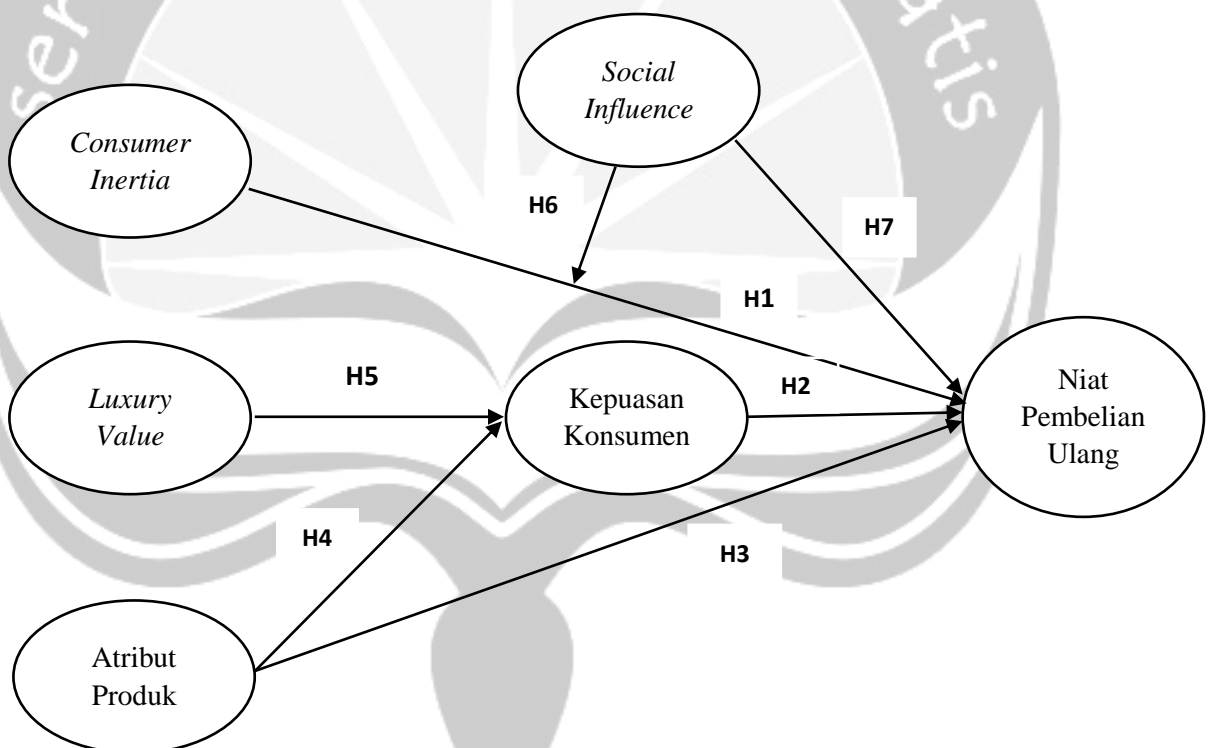 Social
Influence
Consumer
Inertia
H6
H7
H1
Luxury
Value
H5
Kepuasan
Konsumen
H2
Niat
Pembelian
Ulang
H4
H3
Atribut
Produk